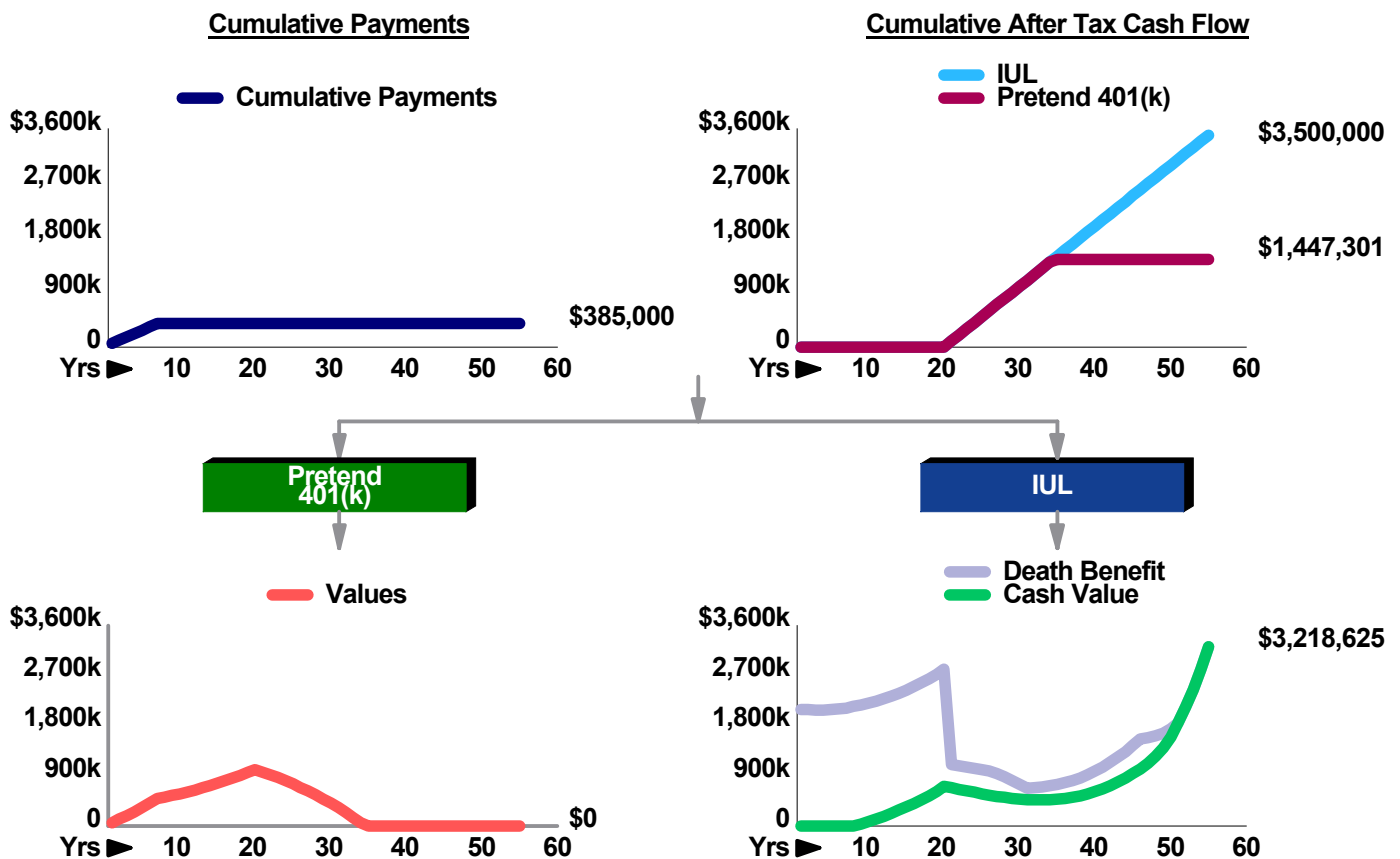 Cumulative Payments
Cumulative Payments
$3,600k
2,700k
1,800k
900k
0
$385,000
Yrs 10 20 30 40 50 60
Cumulative After Tax Cash Flow
IUL
Pretend 401(k)
$3,600k
2,700k
1,800k
900k
0
$3,500,000
$1,447,301
Yrs 10 20 30 40 50 60
Pretend
401(k)
IUL
Values
$3,600k
2,700k
1,800k
900k
0
$0
Yrs 10 20 30 40 50 60
Death Benefit
Cash Value
$3,600k
2,700k
1,800k
900k
0
$3,218,625
Yrs 10 20 30 40 50 60